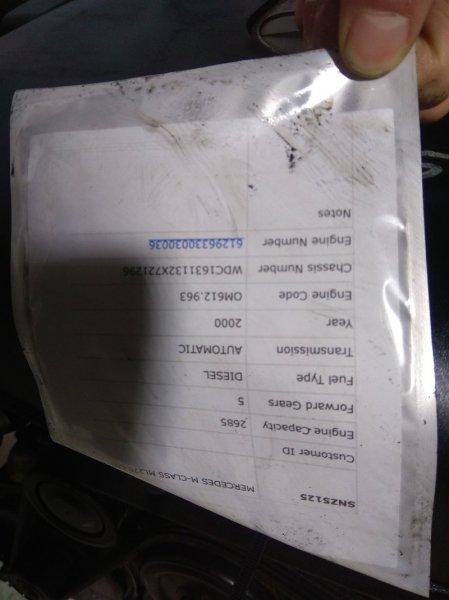 SNZS125
MERCEDES M-CLASS ML270
Customer ID
Engine Capacity 2685
Forward Gears 5
Fuel Type DIESEL
Transmission AUTOMATIC
Year 2000
Engine Code OM612.963
Chassis Number WDC1631132X721296
Engine Number 61296330030036
Notes